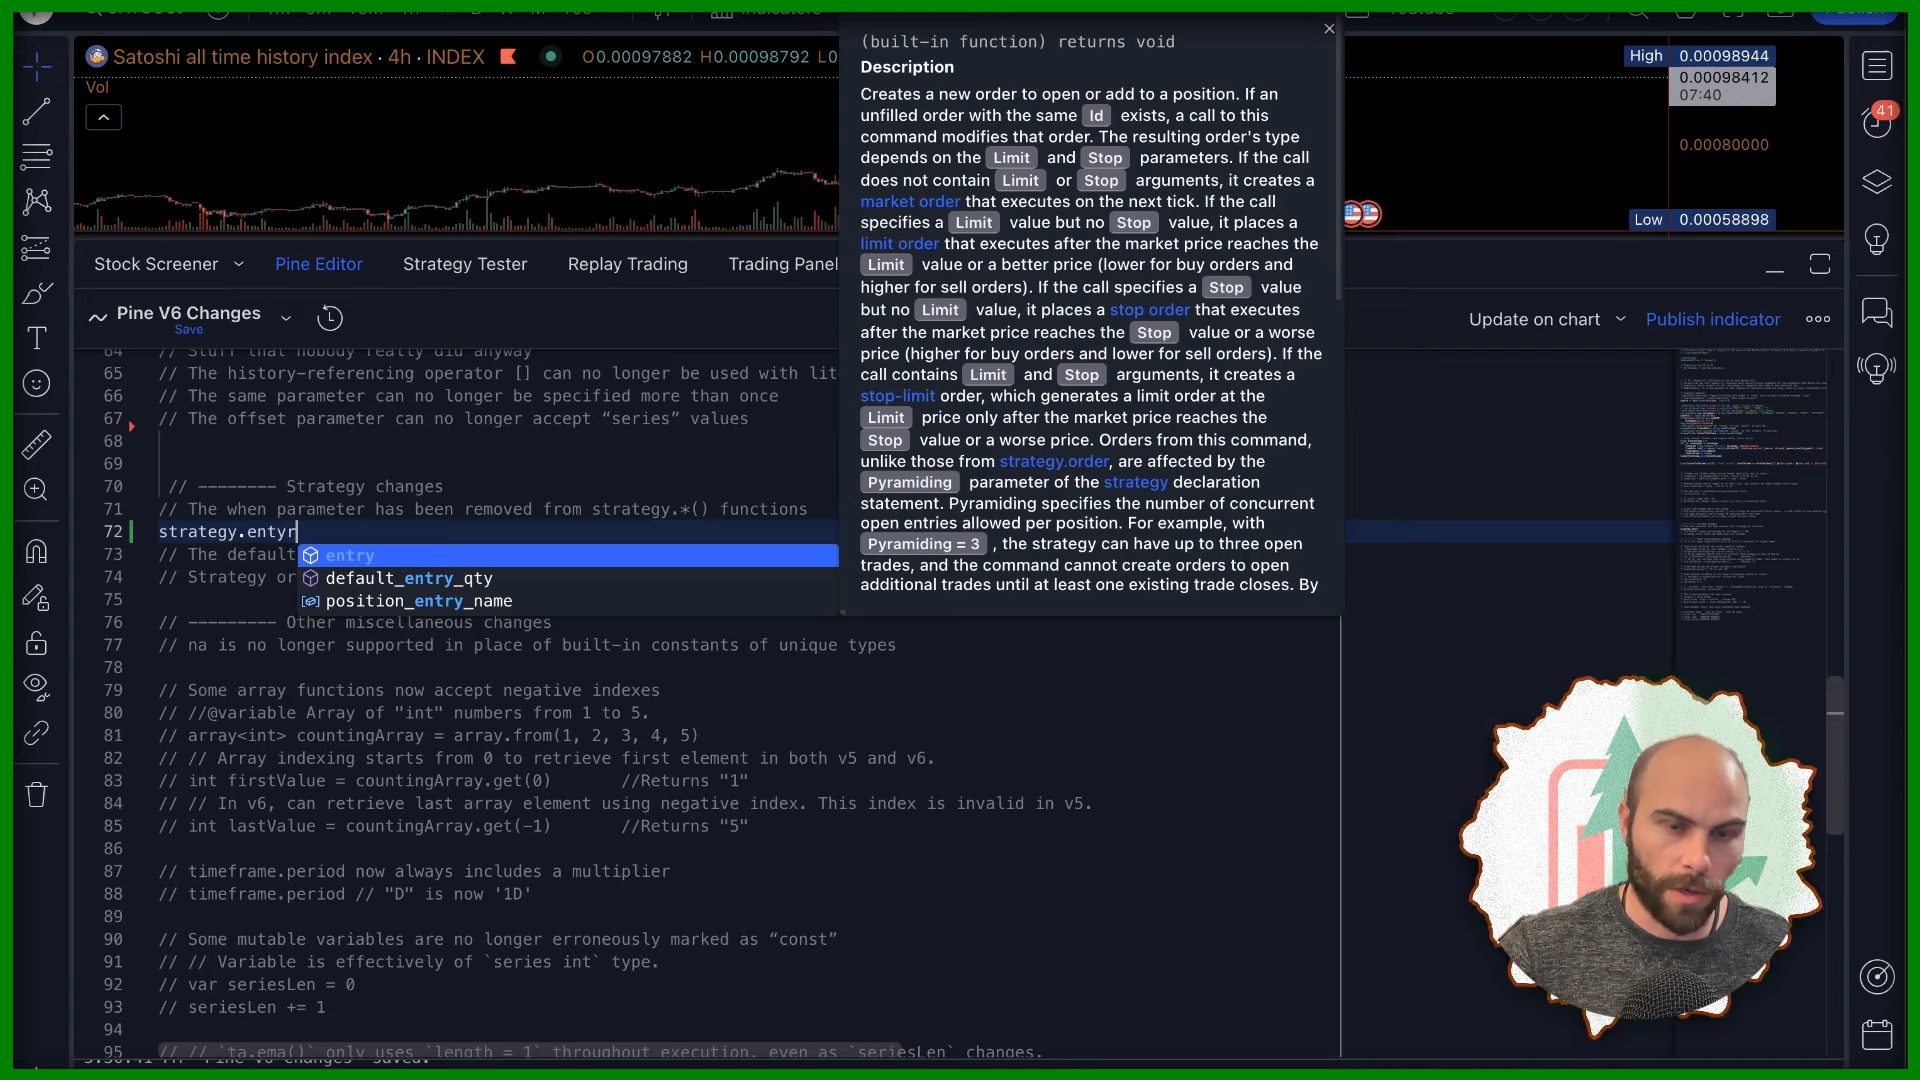 Satoshi all time history index · 4h · INDEX
O0.00097882 H0.00098792 L0
Vol
(built-in function) returns void
Description
Creates a new order to open or add to a position. If an
unfilled order with the same Id exists, a call to this
command modifies that order. The resulting order's type
depends on the Limit and Stop parameters. If the call
does not contain Limit or Stop arguments, it creates a
market order that executes on the next tick. If the call
specifies a Limit value but no Stop value, it places a
limit order that executes after the market price reaches the
Limit value or a better price (lower for buy orders and
higher for sell orders). If the call specifies a Stop value
but no Limit value, it places a stop order that executes
after the market price reaches the Stop value or a worse
price (higher for buy orders and lower for sell orders). If the
call contains Limit and Stop arguments, it creates a
stop-limit order, which generates a limit order at the
Limit price only after the market price reaches the
Stop value or a worse price. Orders from this command,
unlike those from strategy.order, are affected by the
Pyramiding parameter of the strategy declaration
statement. Pyramiding specifies the number of concurrent
open entries allowed per position. For example, with
Pyramiding = 3 , the strategy can have up to three open
trades, and the command cannot create orders to open
additional trades until at least one existing trade closes. By
High 0.00098944
0.00098412
07:40
0.00080000
Low 0.00058898
41
Stock Screener Pine Editor Strategy Tester Replay Trading Trading Panel
Pine V6 Changes
Save
Update on chart Publish indicator
64 // Stuff that nobody really did anyway
65 // The history-referencing operator [] can no longer be used with lit
66 // The same parameter can no longer be specified more than once
67 // The offset parameter can no longer accept “series” values
68
69
70 // -------- Strategy changes
71 // The when parameter has been removed from strategy.*() functions
72 strategy.entyr
73 // The default
74 // Strategy or
entry
default_entry_qty
position_entry_name
75
76 // --------- Other miscellaneous changes
77 // na is no longer supported in place of built-in constants of unique types
78
79 // Some array functions now accept negative indexes
80 // //@variable Array of "int" numbers from 1 to 5.
81 // array<int> countingArray = array.from(1, 2, 3, 4, 5)
82 // // Array indexing starts from 0 to retrieve first element in both v5 and v6.
83 // int firstValue = countingArray.get(0) //Returns "1"
84 // // In v6, can retrieve last array element using negative index. This index is invalid in v5.
85 // int lastValue = countingArray.get(-1) //Returns "5"
86
87 // timeframe.period now always includes a multiplier
88 // timeframe.period // "D" is now '1D'
89
90 // Some mutable variables are no longer erroneously marked as “const”
91 // // Variable is effectively of `series int` type.
92 // var seriesLen = 0
93 // seriesLen += 1
94
95 // // `ta.ema()` only uses `length = 1` throughout execution, even as `seriesLen` changes.